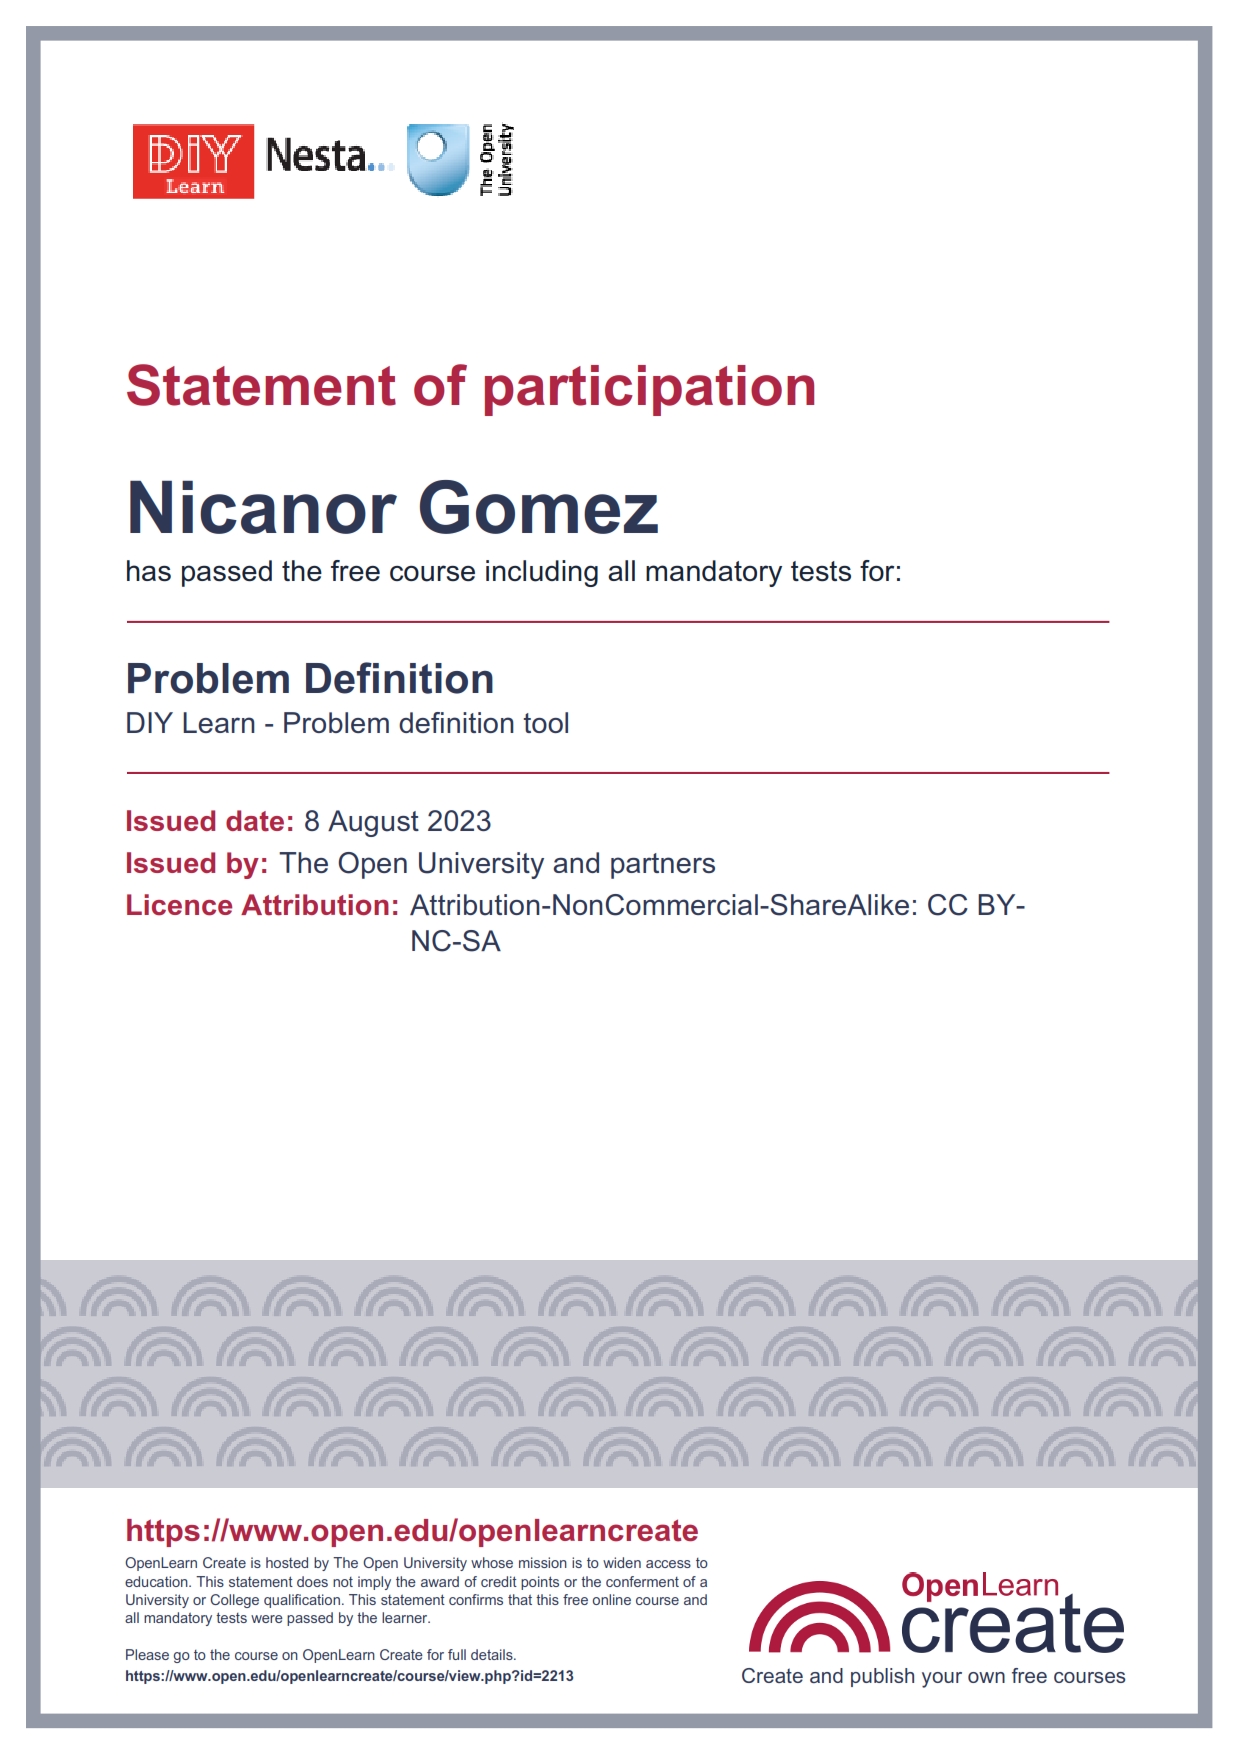 DIY
Learn
Nesta...
The Open
University
Statement of participation
Nicanor Gomez
has passed the free course including all mandatory tests for:
Problem Definition
DIY Learn - Problem definition tool
Issued date: 8 August 2023
Issued by: The Open University and partners
Licence Attribution: Attribution-NonCommercial-ShareAlike: CC BY-
NC-SA
https://www.open.edu/openlearncreate
OpenLearn Create is hosted by The Open University whose mission is to widen access to
education. This statement does not imply the award of credit points or the conferment of a
University or College qualification. This statement confirms that this free online course and
all mandatory tests were passed by the learner.
Please go to the course on OpenLearn Create for full details.
https://www.open.edu/openlearncreate/course/view.php?id=2213
OpenLearn
create
Create and publish your own free courses